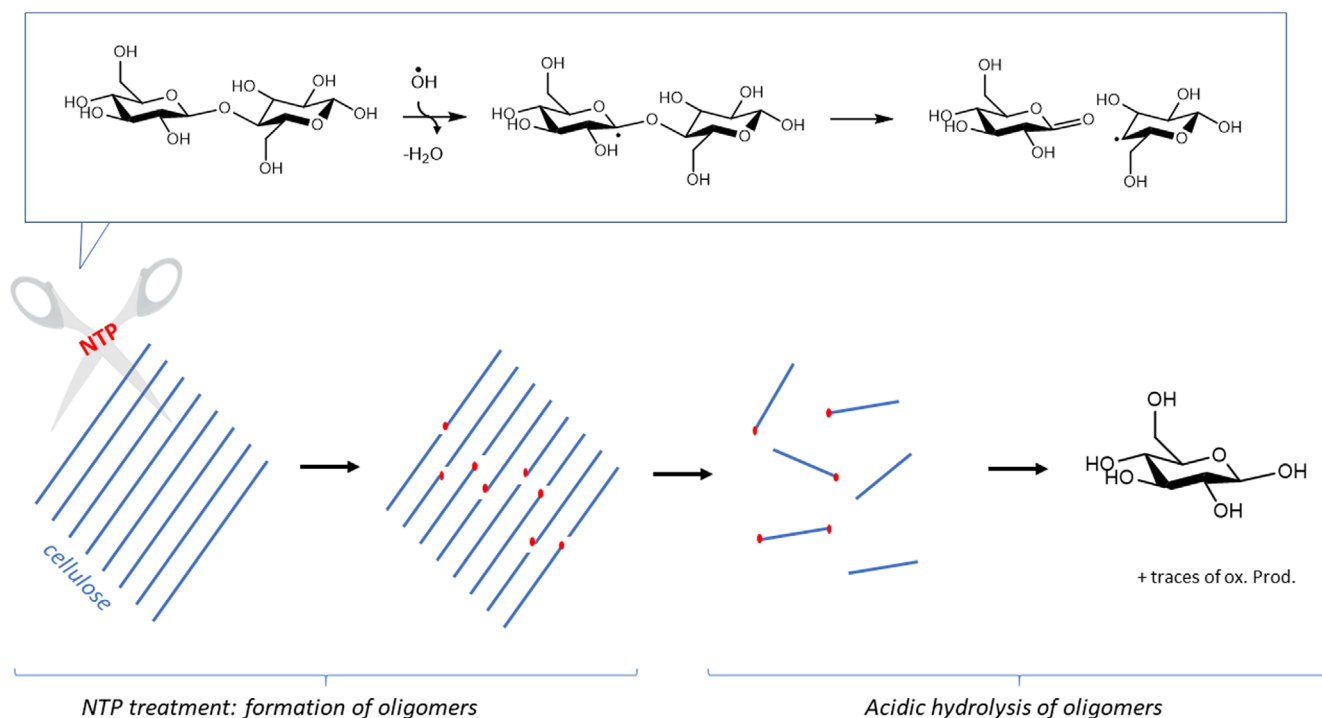 OH
HO
HO
OH
O
O
HO
OH
OH
O
OH
•OH
-H₂O
OH
HO
HO
OH
O
O
HO
OH
OH
O
OH
OH
HO
HO
OH
O
O
HO
OH
OH
O
OH
NTP
cellulose
OH
HO
HO
O
OH
OH
+ traces of ox. Prod.
NTP treatment: formation of oligomers
Acidic hydrolysis of oligomers